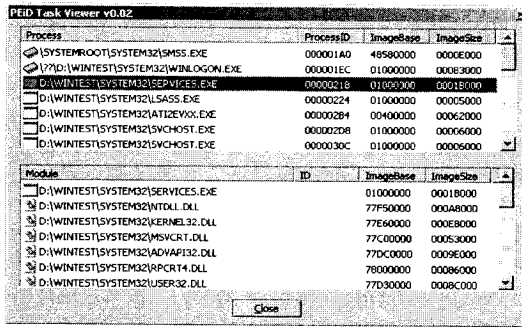 PEiD Task Viewer v0.02
Process ProcessID ImageBase ImageSize
\SYSTEMROOT\SYSTEM32\SMSS.EXE 000001A0 48580000 0000E000
\??\D:\WINTEST\SYSTEM32\WINLOGON.EXE 000001EC 01000000 00083000
D:\WINTEST\SYSTEM32\SERVICES.EXE 00000218 01000000 0001B000
D:\WINTEST\SYSTEM32\LSASS.EXE 00000224 01000000 00005000
D:\WINTEST\SYSTEM32\ATI2EVXX.EXE 000002B4 00400000 00062000
D:\WINTEST\SYSTEM32\SVCHOST.EXE 000002D8 01000000 00006000
D:\WINTEST\SYSTEM32\SVCHOST.EXE 0000030C 01000000 00006000
Module ID ImageBase ImageSize
D:\WINTEST\SYSTEM32\SERVICES.EXE 01000000 0001B000
D:\WINTEST\SYSTEM32\NTDLL.DLL 77F50000 000A8000
D:\WINTEST\SYSTEM32\KERNEL32.DLL 77E60000 000E8000
D:\WINTEST\SYSTEM32\MSVCRT.DLL 77C00000 00053000
D:\WINTEST\SYSTEM32\ADVAPI32.DLL 77DC0000 0009E000
D:\WINTEST\SYSTEM32\RPCRT4.DLL 78000000 00086000
D:\WINTEST\SYSTEM32\USER32.DLL 77D30000 0008C000
Close